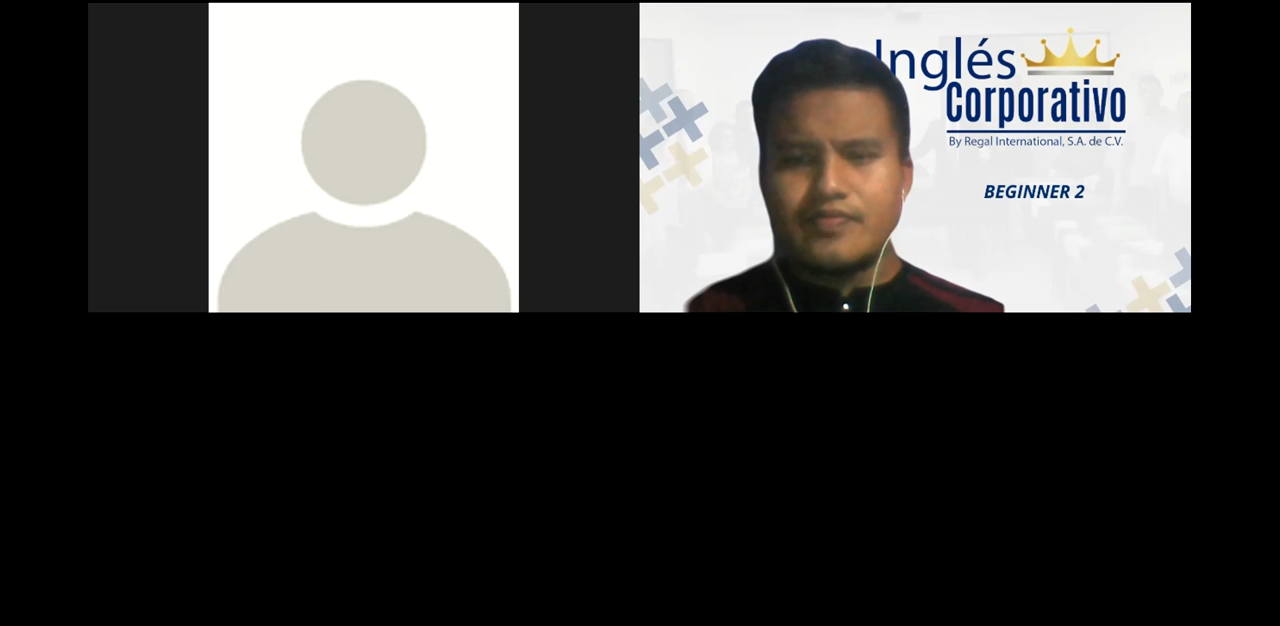 Inglés
Corporativo
By Regal International, S.A. de C.V.
BEGINNER 2